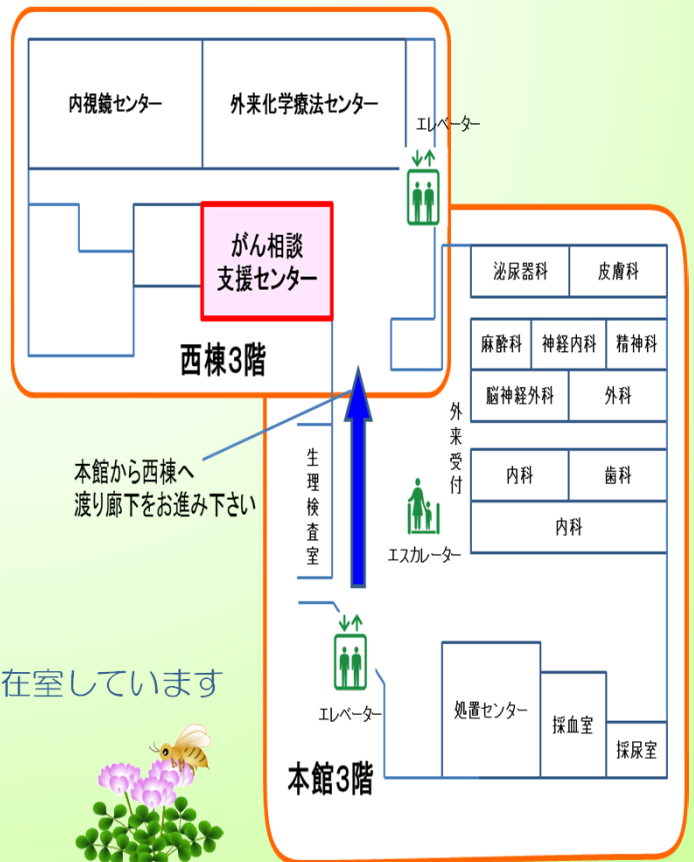 内視鏡センター
外来化学療法センター
エレベーター
がん相談
支援センター
西棟3階
泌尿器科
皮膚科
麻酔科
神経内科
精神科
脳神経外科
外科
外来受付
内科
歯科
内科
本館から西棟へ
渡り廊下をお進み下さい
生理検査室
エスカレーター
エレベーター
本館3階
処置センター
採血室
採尿室
在室しています